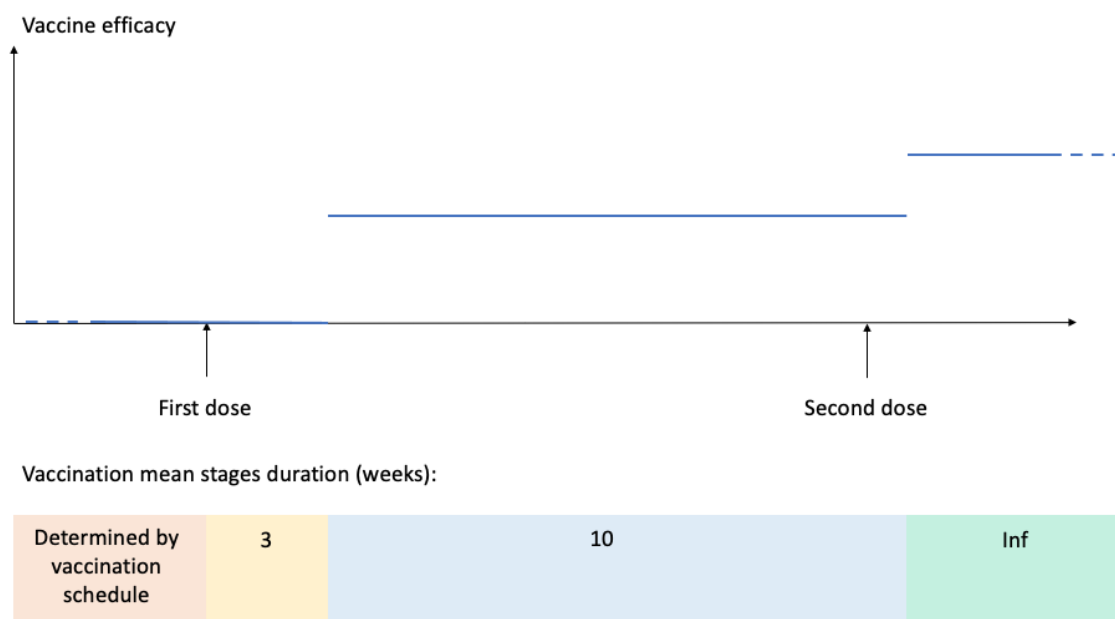 Vaccine efficacy
First dose
Second dose
Vaccination mean stages duration (weeks):
Determined by
vaccination
schedule
3
10
Inf